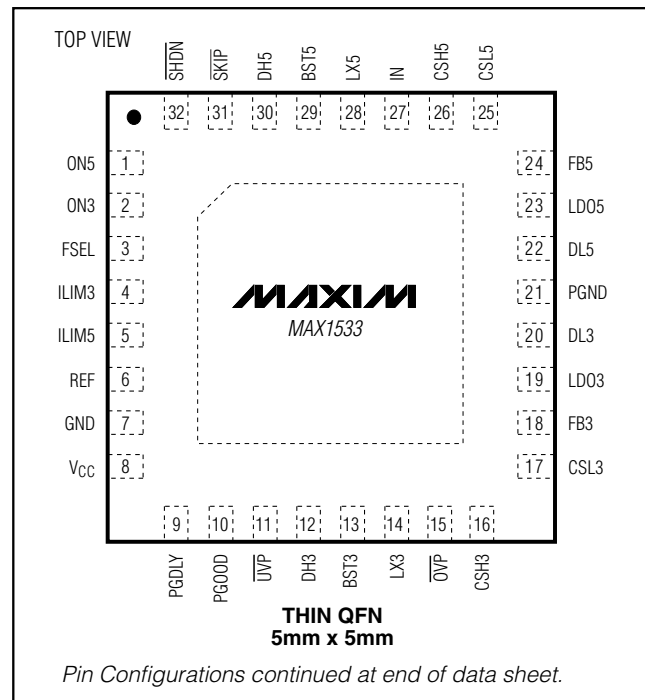 TOP VIEW
SHDN
SKIP
DH5
BST5
LX5
IN
CSH5
CSL5
32 31 30 29 28 27 26 25
ON5 1
ON3 2
FSEL 3
ILIM3 4
ILIM5 5
REF 6
GND 7
VCC 8
24 FB5
23 LDO5
22 DL5
21 PGND
20 DL3
19 LDO3
18 FB3
17 CSL3
MAXIM
MAX1533
9 10 11 12 13 14 15 16
PGDLY
PGOOD
UVP
DH3
BST3
LX3
OVP
CSH3
THIN QFN
5mm x 5mm
Pin Configurations continued at end of data sheet.